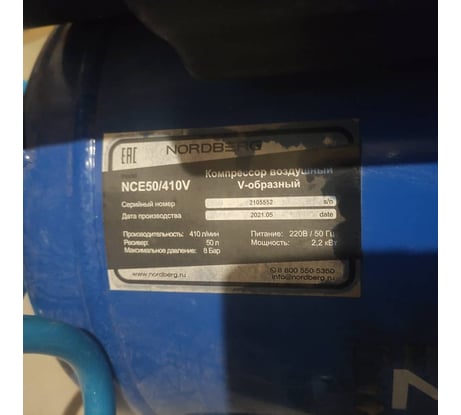 EAC NORDBERG
NCE50/410V Компрессор воздушный
V-образный
Серийный номер 2105552 s/n
Дата производства 2021.05 date
Производительность: 410 л/мин Питание: 220В / 50 Гц
Ресивер: 50 л Мощность: 2,2 кВт
Максимальное давление: 8 Бар
www.nordberg.ru 8 800 550 5350
info@nordberg.ru
N